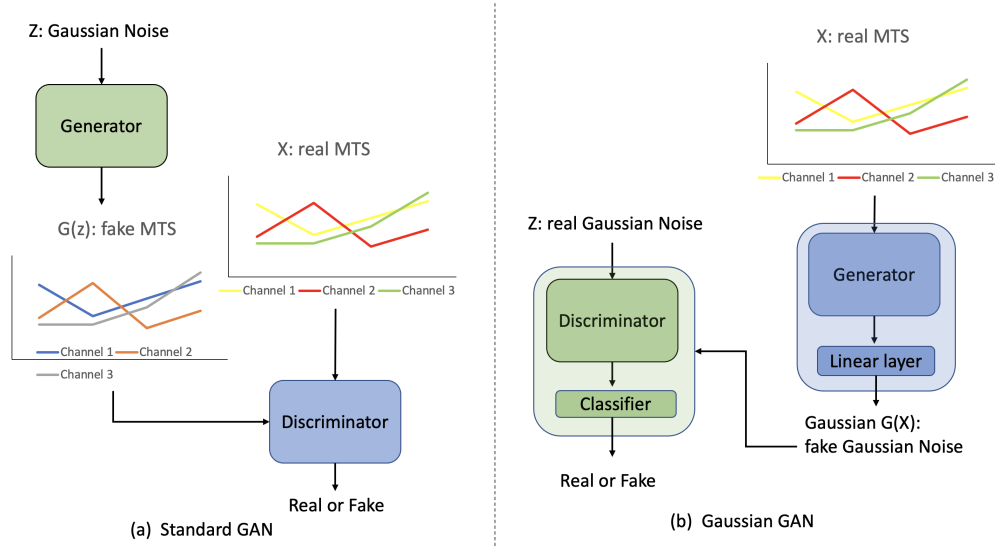 Z: Gaussian Noise
Generator
G(z): fake MTS
Channel 1 Channel 2
Channel 3
X: real MTS
Channel 1 Channel 2 Channel 3
Discriminator
Real or Fake
(a) Standard GAN
X: real MTS
Channel 1 Channel 2 Channel 3
Generator
Linear layer
Gaussian G(X):
fake Gaussian Noise
Z: real Gaussian Noise
Discriminator
Classifier
Real or Fake
(b) Gaussian GAN